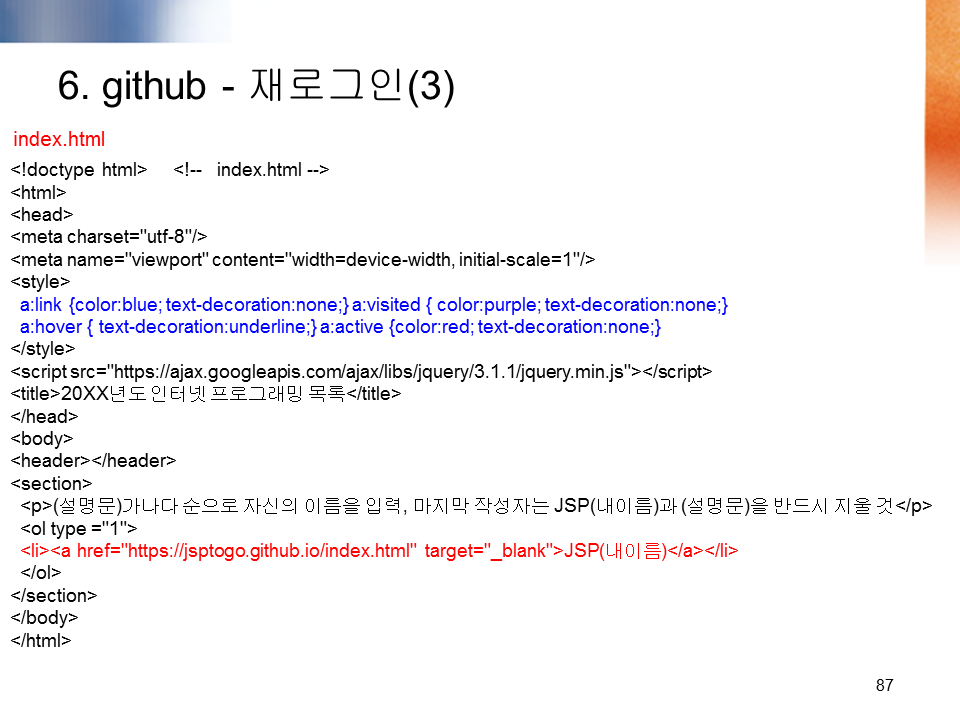 6. github - 재로그인(3)
index.html
<!doctype html>     <!--   index.html -->
<html>
<head>
<meta charset="utf-8"/>
<meta name="viewport" content="width=device-width, initial-scale=1"/>
<style>
  a:link {color:blue; text-decoration:none;} a:visited { color:purple; text-decoration:none;}
  a:hover { text-decoration:underline;} a:active {color:red; text-decoration:none;}
</style>
<script src="https://ajax.googleapis.com/ajax/libs/jquery/3.1.1/jquery.min.js"></script>
<title>20XX년도 인터넷 프로그래밍 목록</title>
</head>
<body>
<header></header>
<section>
  <p>(설명문)가나다 순으로 자신의 이름을 입력, 마지막 작성자는 JSP(내이름)과 (설명문)을 반드시 지울 것</p>
  <ol type ="1">
  <li><a href="https://jsptogo.github.io/index.html" target="_blank">JSP(내이름)</a></li>
  </ol>
</section>
</body>
</html>
87